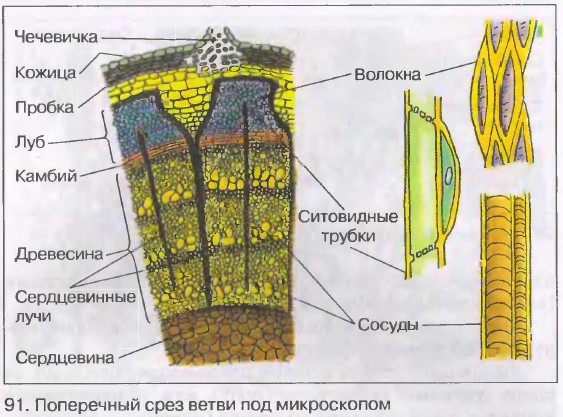 Чечевичка
Кожица
Пробка
Луб
Камбий
Древесина
Сердцевинные
лучи
Сердцевина
Волокна
Ситовидные
трубки
Сосуды
91. Поперечный срез ветви под микроскопом